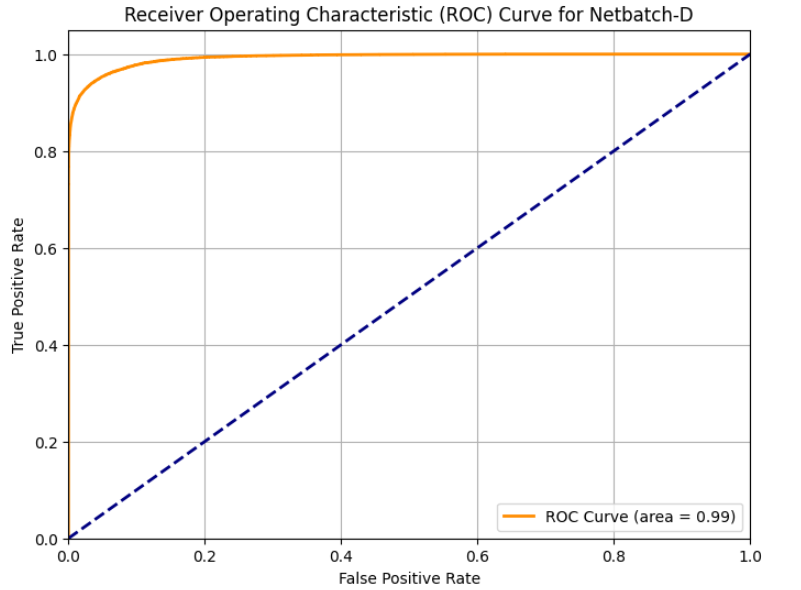 Receiver Operating Characteristic (ROC) Curve for Netbatch-D
1.0
0.8
0.6
0.4
0.2
0.0
True Positive Rate
ROC Curve (area = 0.99)
0.0 0.2 0.4 0.6 0.8 1.0
False Positive Rate